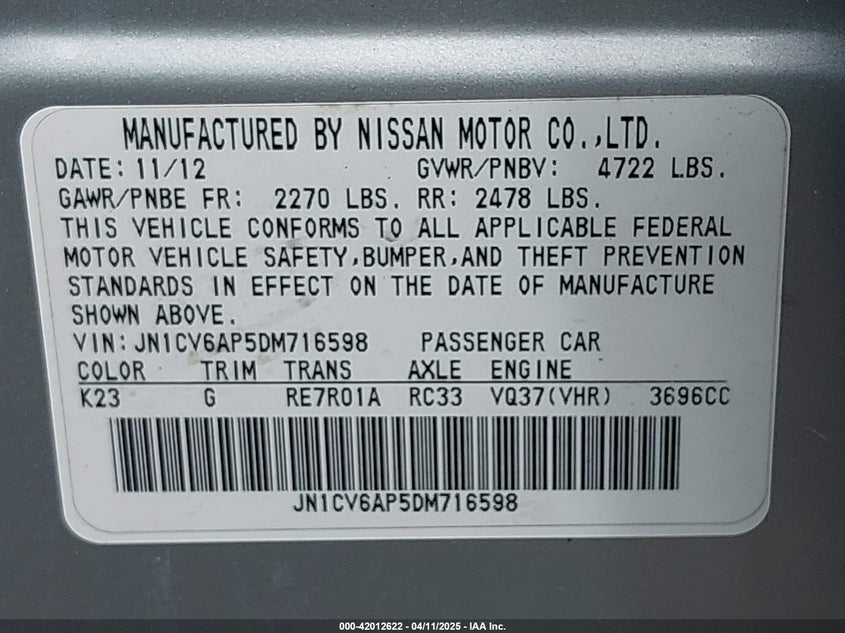 MANUFACTURED BY NISSAN MOTOR CO.,LTD.
DATE: 11/12 GVWR/PNBV: 4722 LBS.
GAWR/PNBE FR: 2270 LBS. RR: 2478 LBS.
THIS VEHICLE CONFORMS TO ALL APPLICABLE FEDERAL
MOTOR VEHICLE SAFETY,BUMPER,AND THEFT PREVENTION
STANDARDS IN EFFECT ON THE DATE OF MANUFACTURE
SHOWN ABOVE.
VIN: JN1CV6AP5DM716598 PASSENGER CAR
COLOR TRIM TRANS AXLE ENGINE
K23 G RE7R01A RC33 VQ37(VHR) 3696CC
JN1CV6AP5DM716598
000-42012622 - 04/11/2025 - IAA Inc.